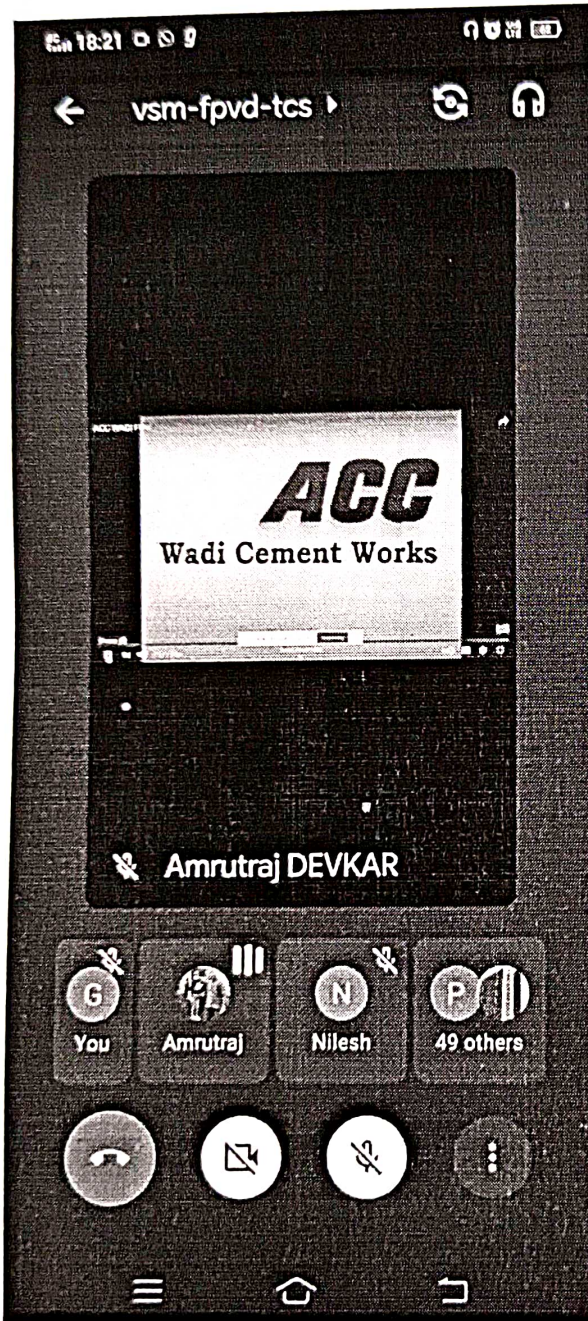 18:21
vsm-fpvd-tcs
ACC
Wadi Cement Works
Amrutraj DEVKAR
G
N
P
You
Amrutraj
Nilesh
49 others